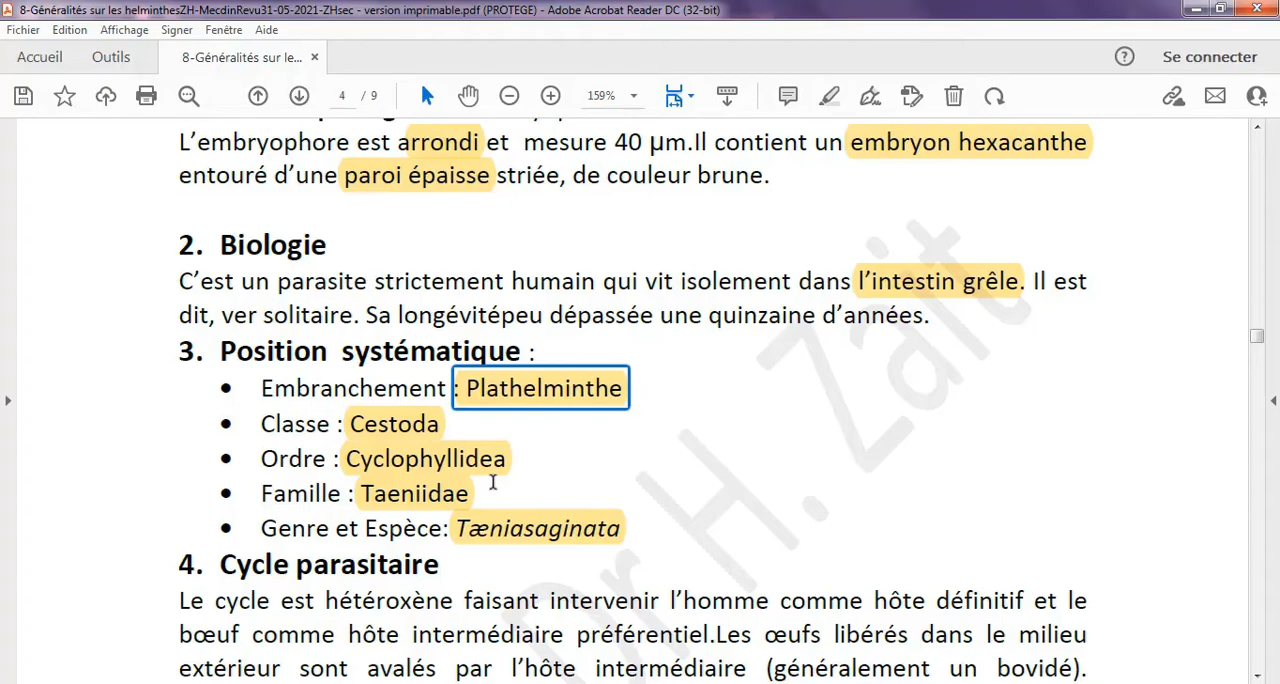 8-Généralités sur les helminthesZH-MecdinRevu31-05-2021-ZHsec - version imprimable.pdf (PROTEGE) - Adobe Acrobat Reader DC (32-bit)
Fichier Edition Affichage Signer Fenêtre Aide
Accueil Outils 8-Généralités sur le... × Se connecter
4 / 9 159%
L’embryophore est arrondi et mesure 40 µm.Il contient un embryon hexacanthe
entouré d’une paroi épaisse striée, de couleur brune.
2. Biologie
C’est un parasite strictement humain qui vit isolement dans l’intestin grêle. Il est
dit, ver solitaire. Sa longévitépeu dépassée une quinzaine d’années.
3. Position systématique :
• Embranchement : Plathelminthe
• Classe : Cestoda
• Ordre : Cyclophyllidea
• Famille : Taeniidae
• Genre et Espèce: Tæniasaginata
4. Cycle parasitaire
Le cycle est hétéroxène faisant intervenir l’homme comme hôte définitif et le
bœuf comme hôte intermédiaire préférentiel.Les œufs libérés dans le milieu
extérieur sont avalés par l’hôte intermédiaire (généralement un bovidé).
Dr H. Zait